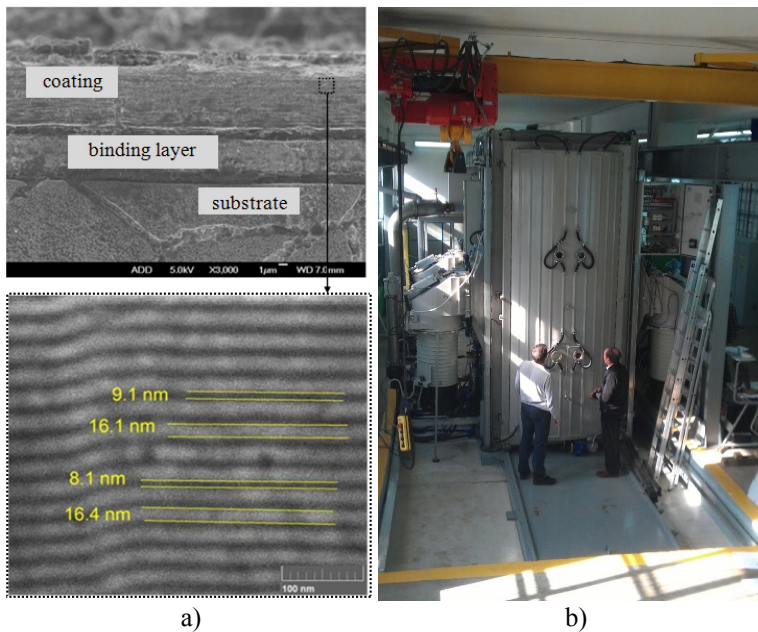 coating
binding layer
substrate
ADD 5.0kV X3,000 1μm WD 7.0mm
9.1 nm
16.1 nm
8.1 nm
16.4 nm
100 nm
a)
b)